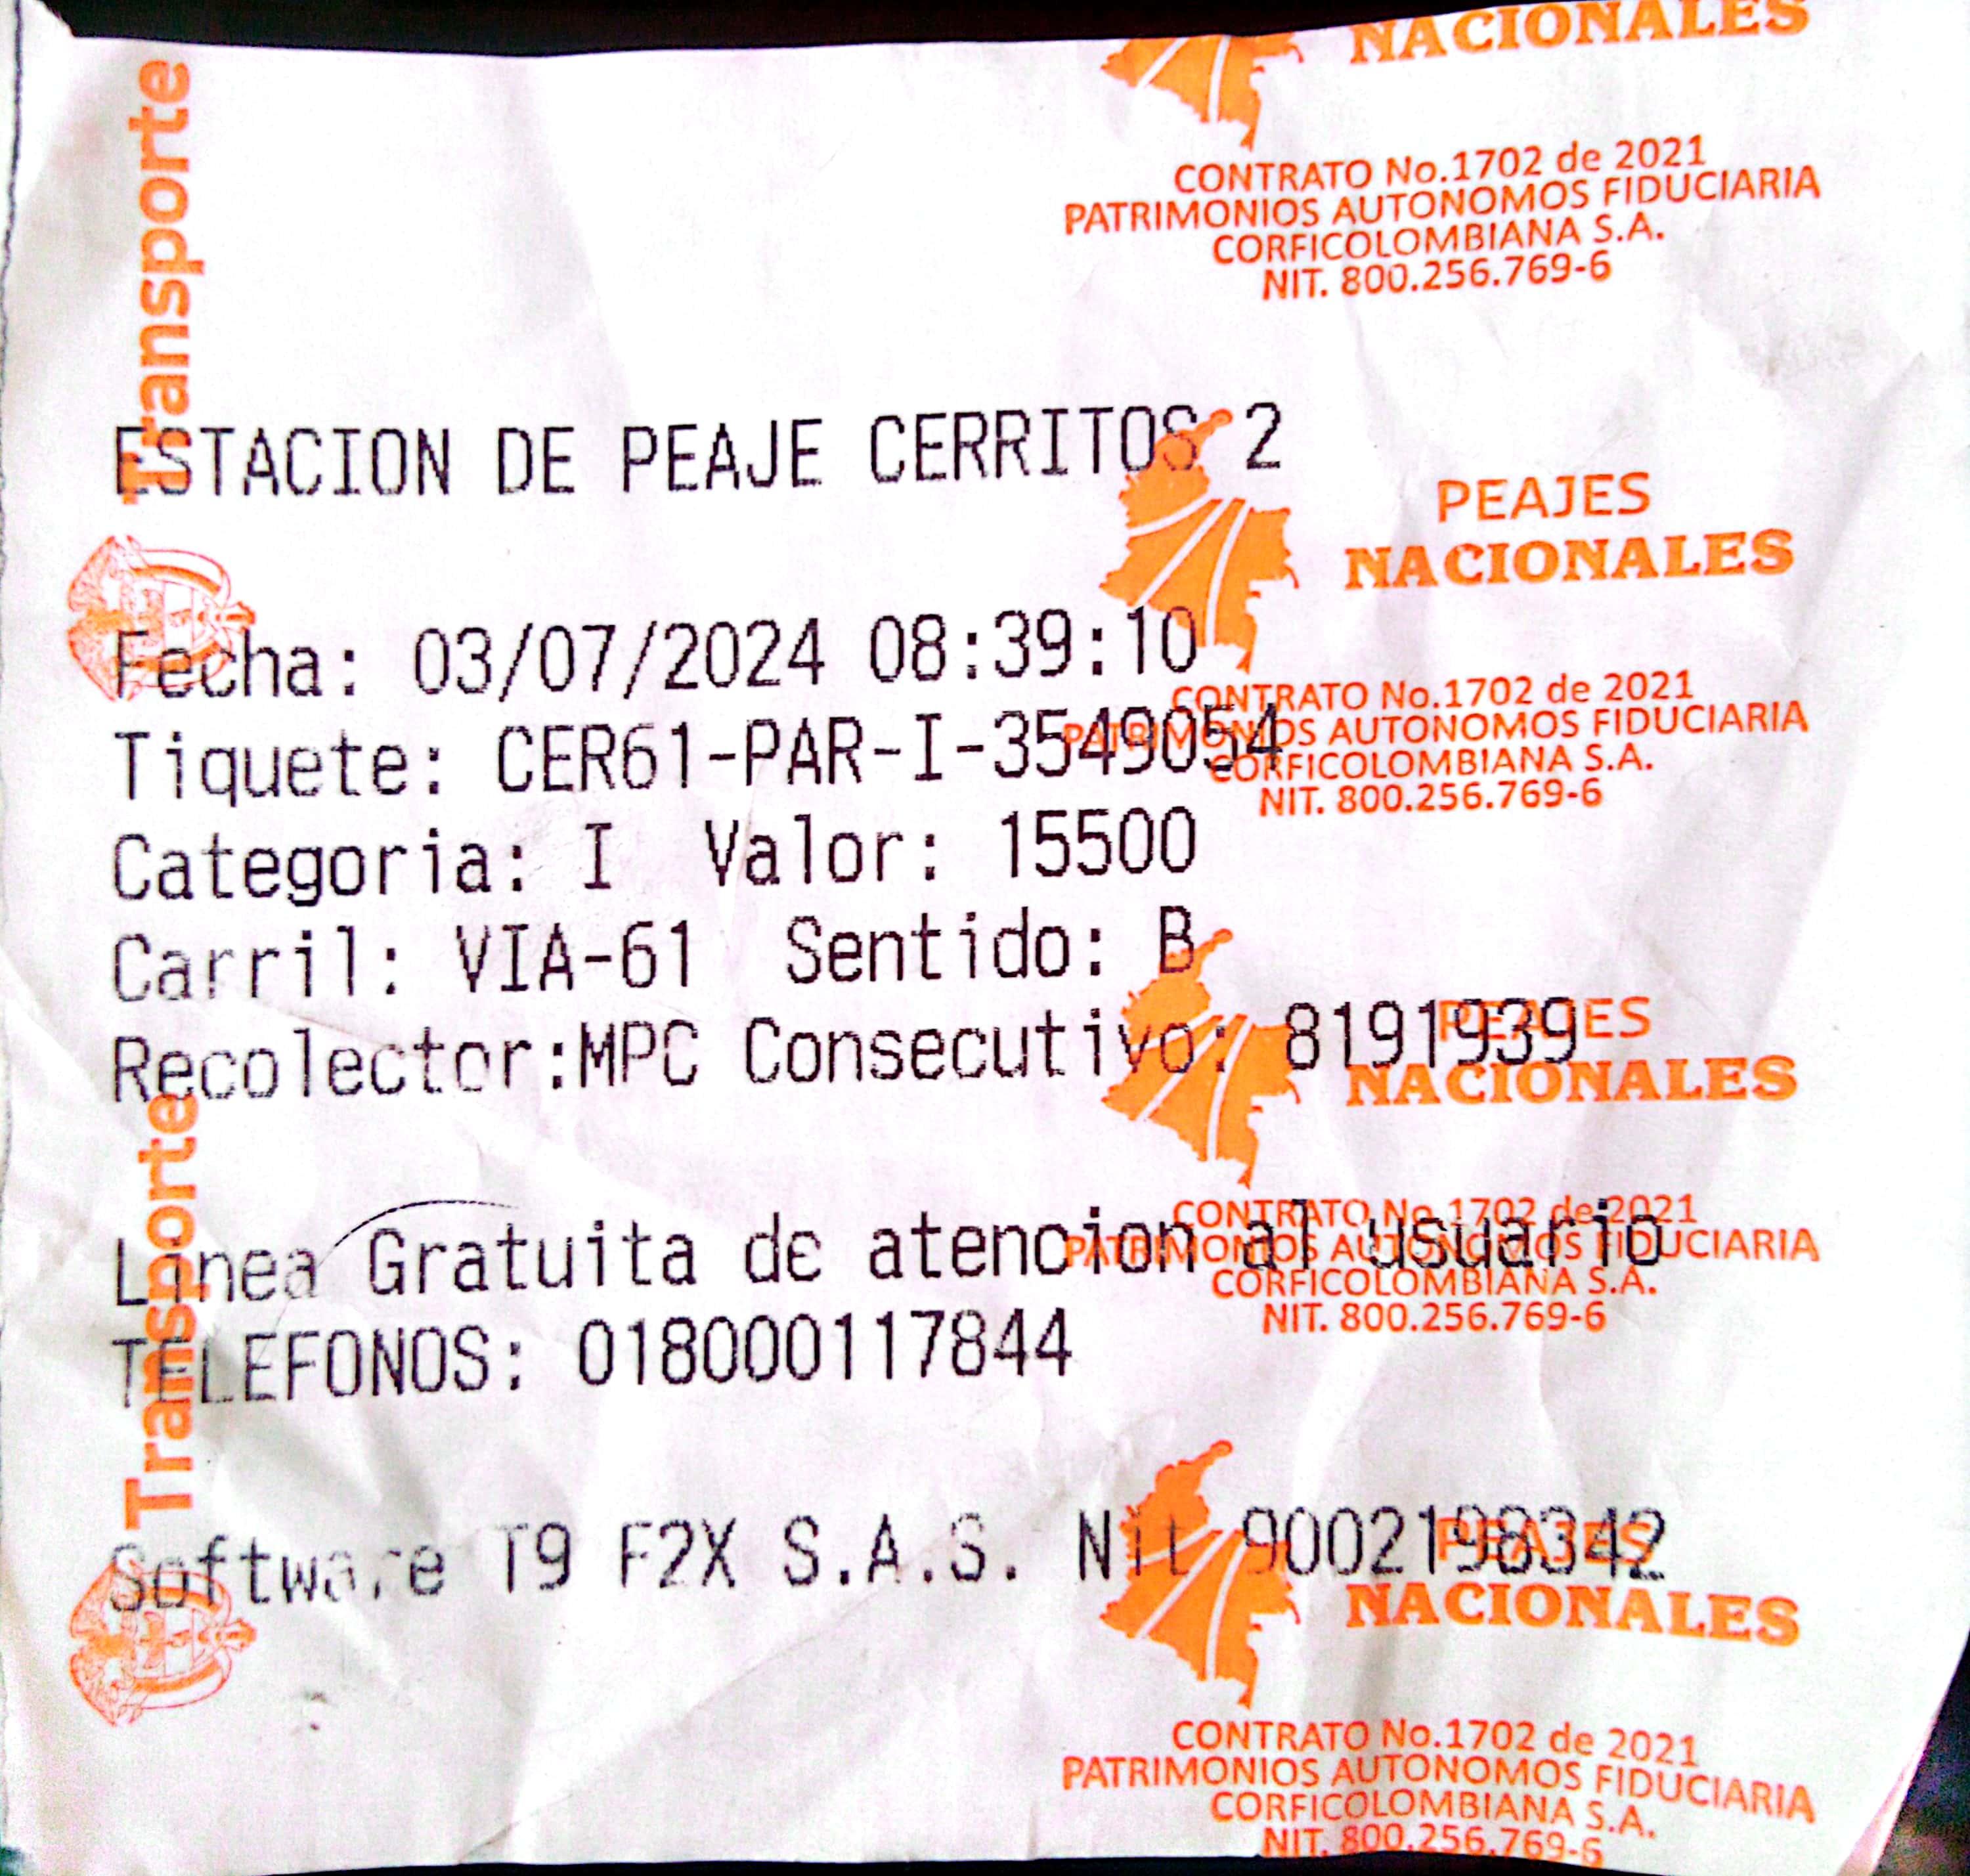 NACIONALES
CONTRATO No.1702 de 2021
PATRIMONIOS AUTONOMOS FIDUCIARIA
CORFICOLOMBIANA S.A.
NIT. 800.256.769-6
Transporte
ESTACION DE PEAJE CERRITOS 2
PEAJES
NACIONALES
Fecha: 03/07/2024 08:39:10
CONTRATO No.1702 de 2021
Tiquete: CER61-PAR-I-3549054
PATRIMONIOS AUTONOMOS FIDUCIARIA
CORFICOLOMBIANA S.A.
NIT. 800.256.769-6
Categoria: I Valor: 15500
Carril: VIA-61 Sentido: B
PEAJES
Recolector:MPC Consecutivo: 8191939
NACIONALES
Transporte
CONTRATO No.1702 de 2021
Linea Gratuita de atencion al usuario
PATRIMONIOS AUTONOMOS FIDUCIARIA
CORFICOLOMBIANA S.A.
NIT. 800.256.769-6
TELEFONOS: 018000117844
PEAJES
Software T9 F2X S.A.S. Nit 9002198342
NACIONALES
CONTRATO No.1702 de 2021
PATRIMONIOS AUTONOMOS FIDUCIARIA
CORFICOLOMBIANA S.A.
NIT. 800.256.769-6